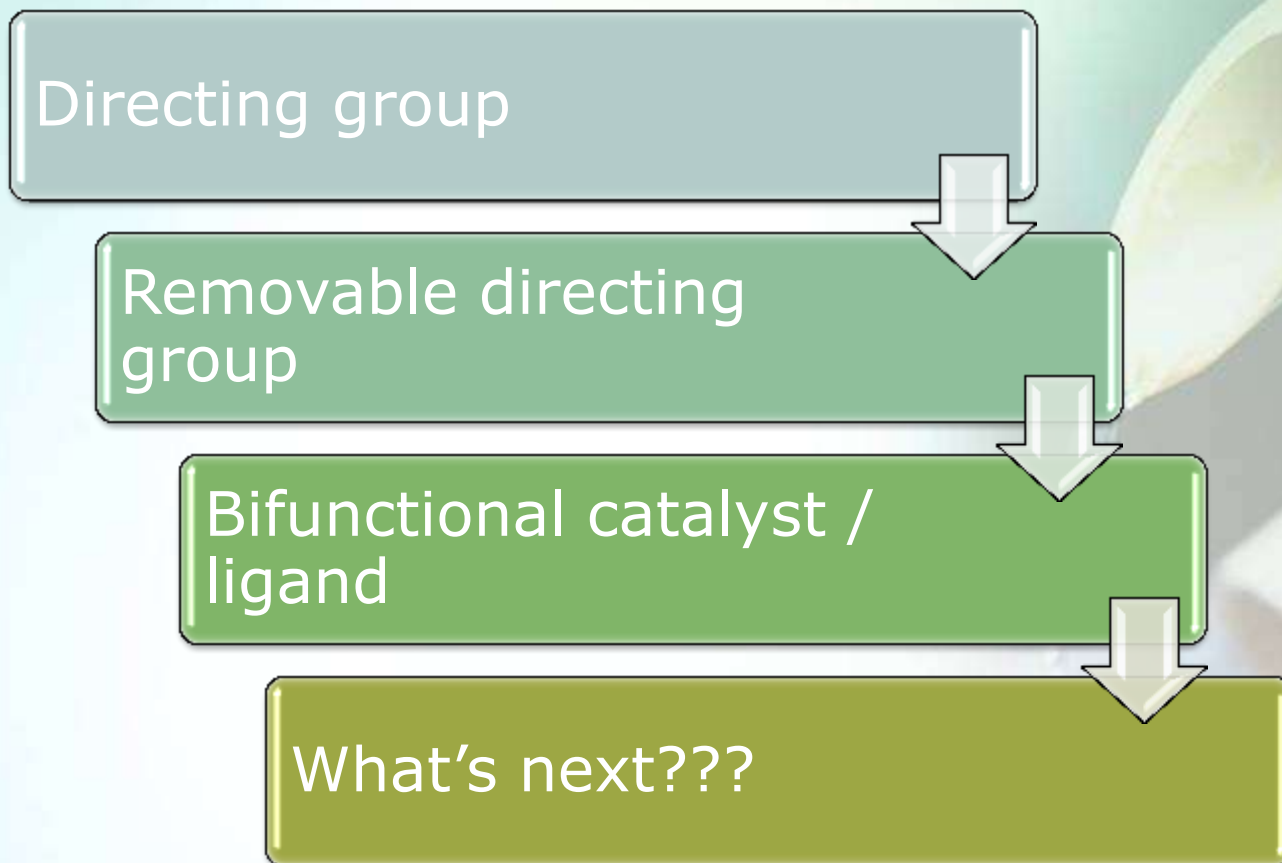 Directing group
Removable directing
group
Bifunctional catalyst /
ligand
What’s next???